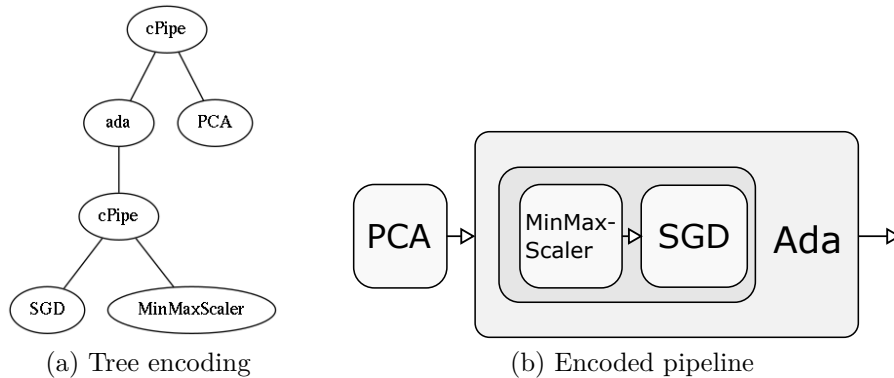 cPipe
ada
PCA
cPipe
SGD
MinMaxScaler
(a) Tree encoding
PCA
MinMax-
Scaler
SGD
Ada
(b) Encoded pipeline